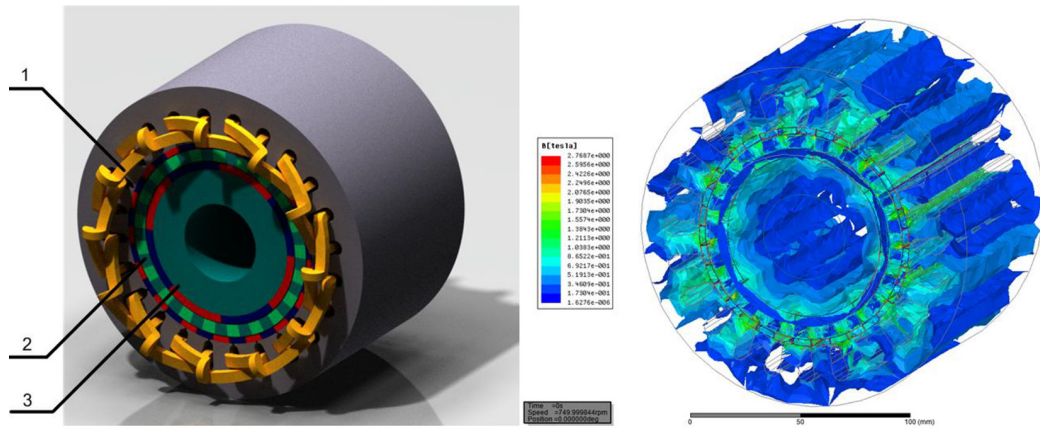 1
2
3
B[tesla]
2.7687e+000
2.5956e+000
2.4226e+000
2.2496e+000
2.0765e+000
1.9035e+000
1.7304e+000
1.5574e+000
1.3843e+000
1.2113e+000
1.0383e+000
8.6522e-001
6.9217e-001
5.1913e-001
3.4609e-001
1.7304e-001
1.6276e-006
Time =0s
Speed =749.999844rpm
Position =0.000000deg
0 50 100 (mm)